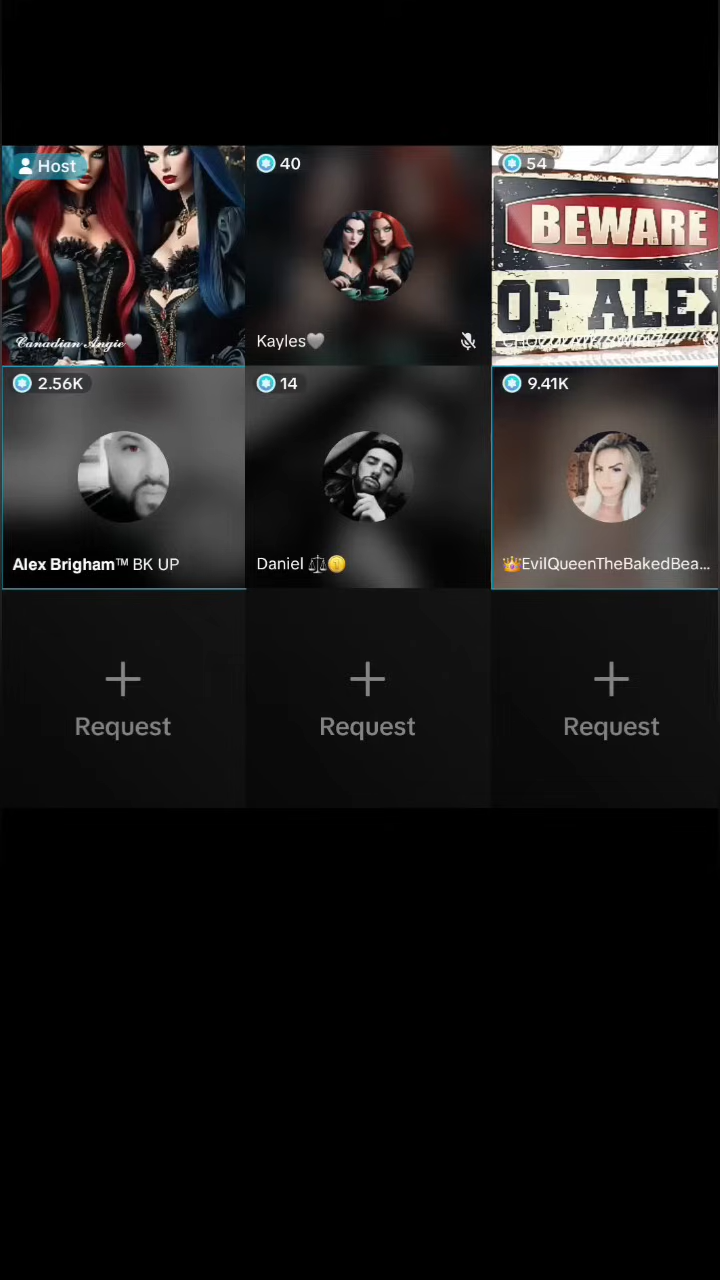 Host
40
54
BEWARE
OF ALEX
Canadian Angie🩶
Kayles🩶
2.56K
14
9.41K
Alex Brigham™ BK UP
Daniel ⚖️🪙
👑EvilQueenTheBakedBea...
Request
Request
Request